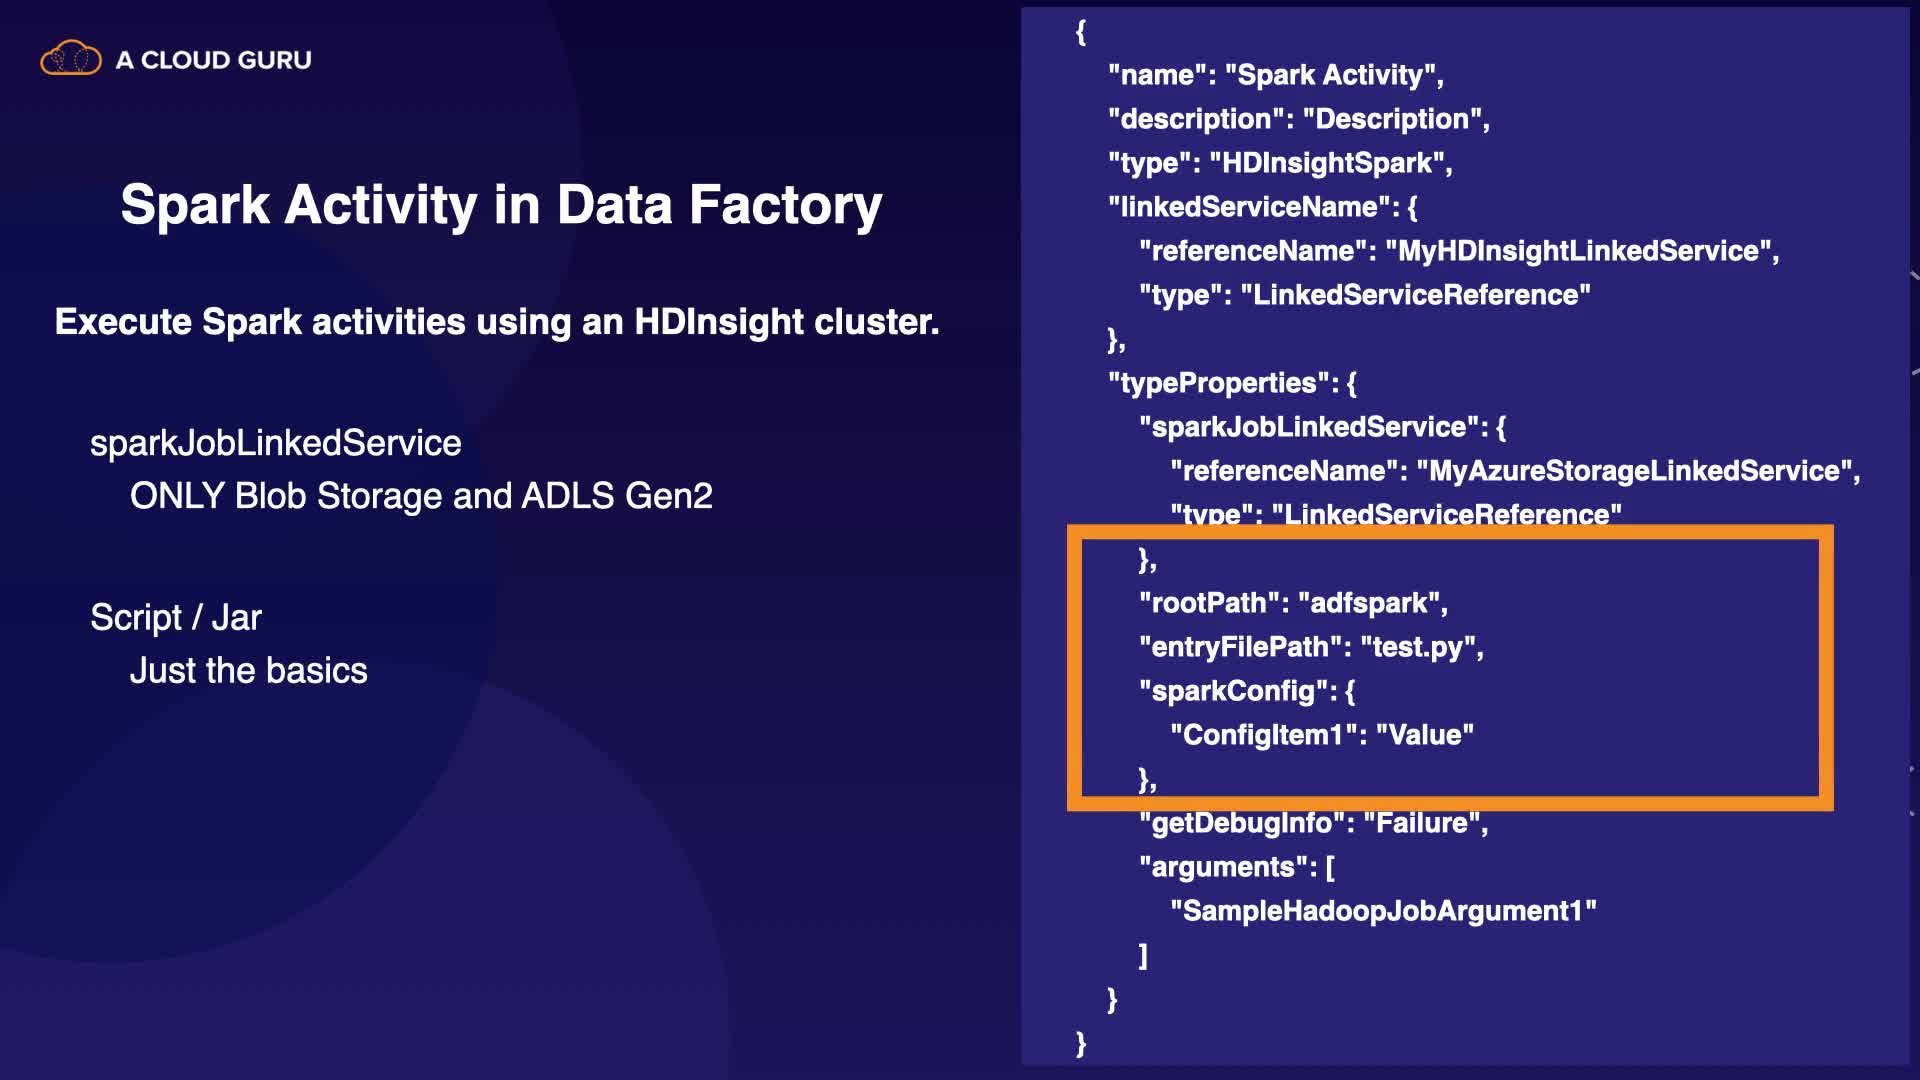 A CLOUD GURU
Spark Activity in Data Factory
Execute Spark activities using an HDInsight cluster.
sparkJobLinkedService
ONLY Blob Storage and ADLS Gen2
Script / Jar
Just the basics
{
"name": "Spark Activity",
"description": "Description",
"type": "HDInsightSpark",
"linkedServiceName": {
"referenceName": "MyHDInsightLinkedService",
"type": "LinkedServiceReference"
},
"typeProperties": {
"sparkJobLinkedService": {
"referenceName": "MyAzureStorageLinkedService",
"type": "LinkedServiceReference"
},
"rootPath": "adfspark",
"entryFilePath": "test.py",
"sparkConfig": {
"ConfigItem1": "Value"
},
"getDebugInfo": "Failure",
"arguments": [
"SampleHadoopJobArgument1"
]
}
}